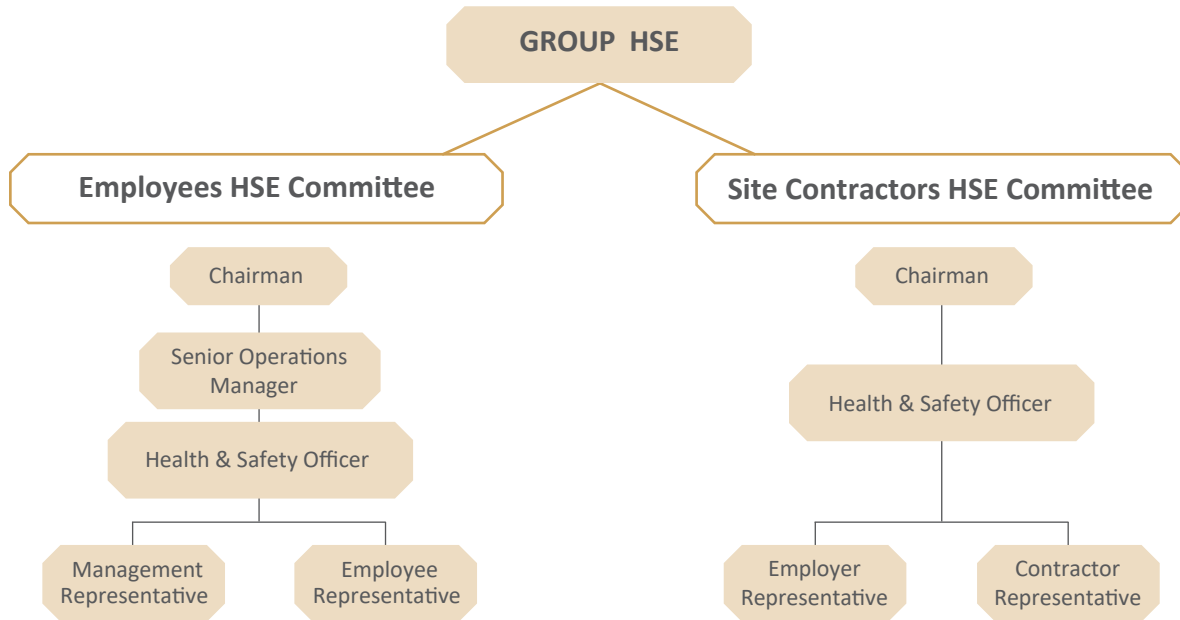 GROUP HSE
Employees HSE Committee
Chairman
Senior Operations
Manager
Health & Safety Officer
Management
Representative
Employee
Representative
Site Contractors HSE Committee
Chairman
Health & Safety Officer
Employer
Representative
Contractor
Representative